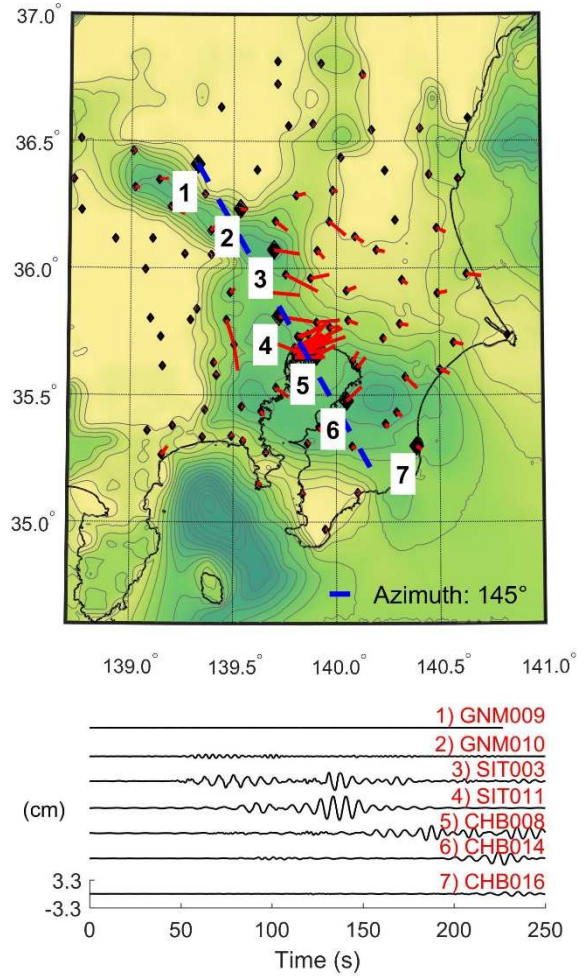 37.0°
36.5°
36.0°
35.5°
35.0°
1
2
3
4
5
6
7
Azimuth: 145°
139.0° 139.5° 140.0° 140.5° 141.0°
1) GNM009
2) GNM010
3) SIT003
4) SIT011
5) CHB008
6) CHB014
7) CHB016
(cm)
3.3
-3.3
0 50 100 150 200 250
Time (s)